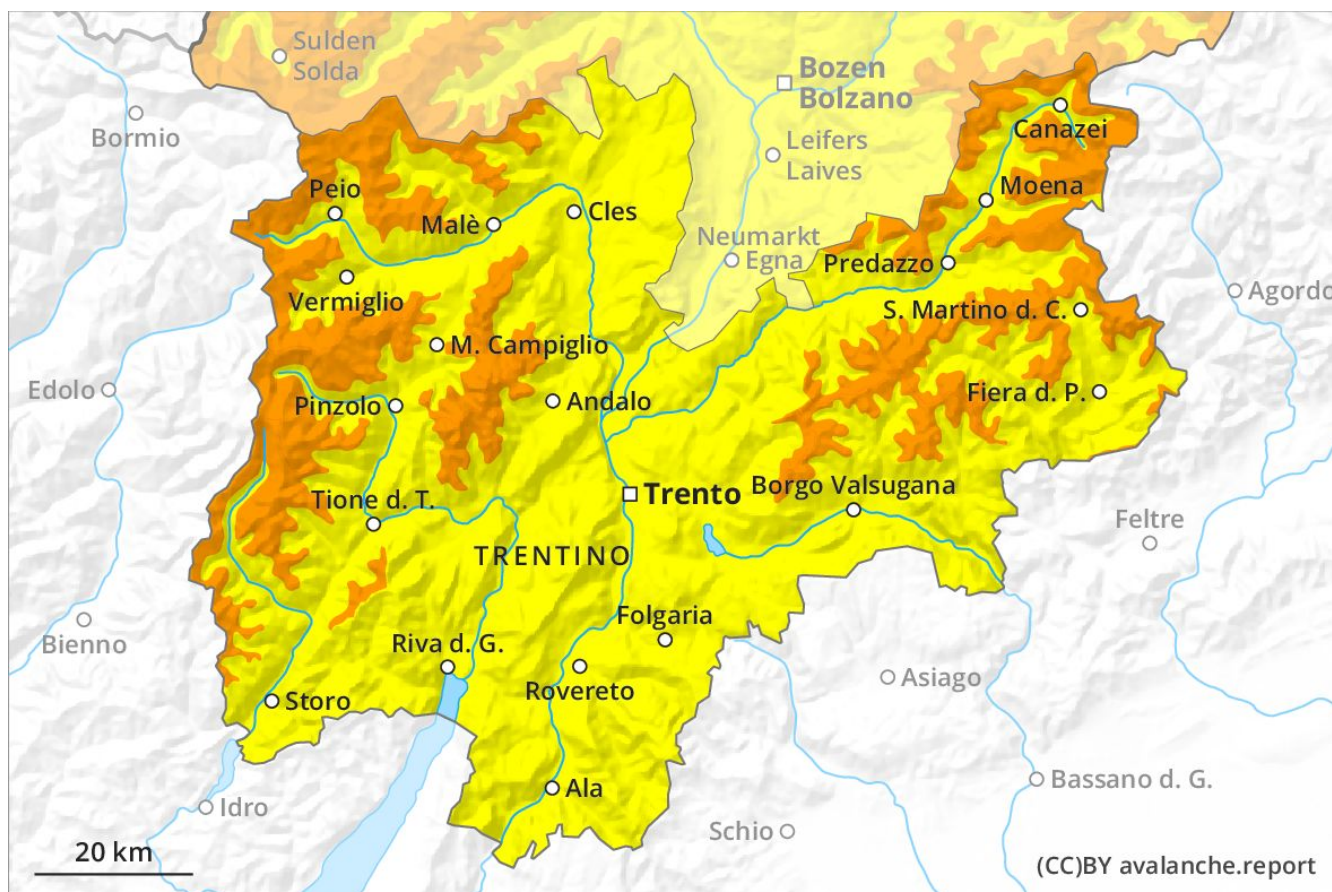 Sulden
Solda
Bozen
Bolzano
Bormio
Canazei
Leifers
Laives
Moena
Peio
Malè
Cles
Neumarkt
Egna
Predazzo
Vermiglio
Agordo
S. Martino d. C.
M. Campiglio
Edolo
Fiera d. P.
Pinzolo
Andalo
Trento
Borgo Valsugana
Tione d. T.
Feltre
TRENTINO
Folgaria
Bienno
Riva d. G.
Asiago
Rovereto
Storo
Bassano d. G.
Ala
Idro
Schio
20 km
(CC)BY avalanche.report